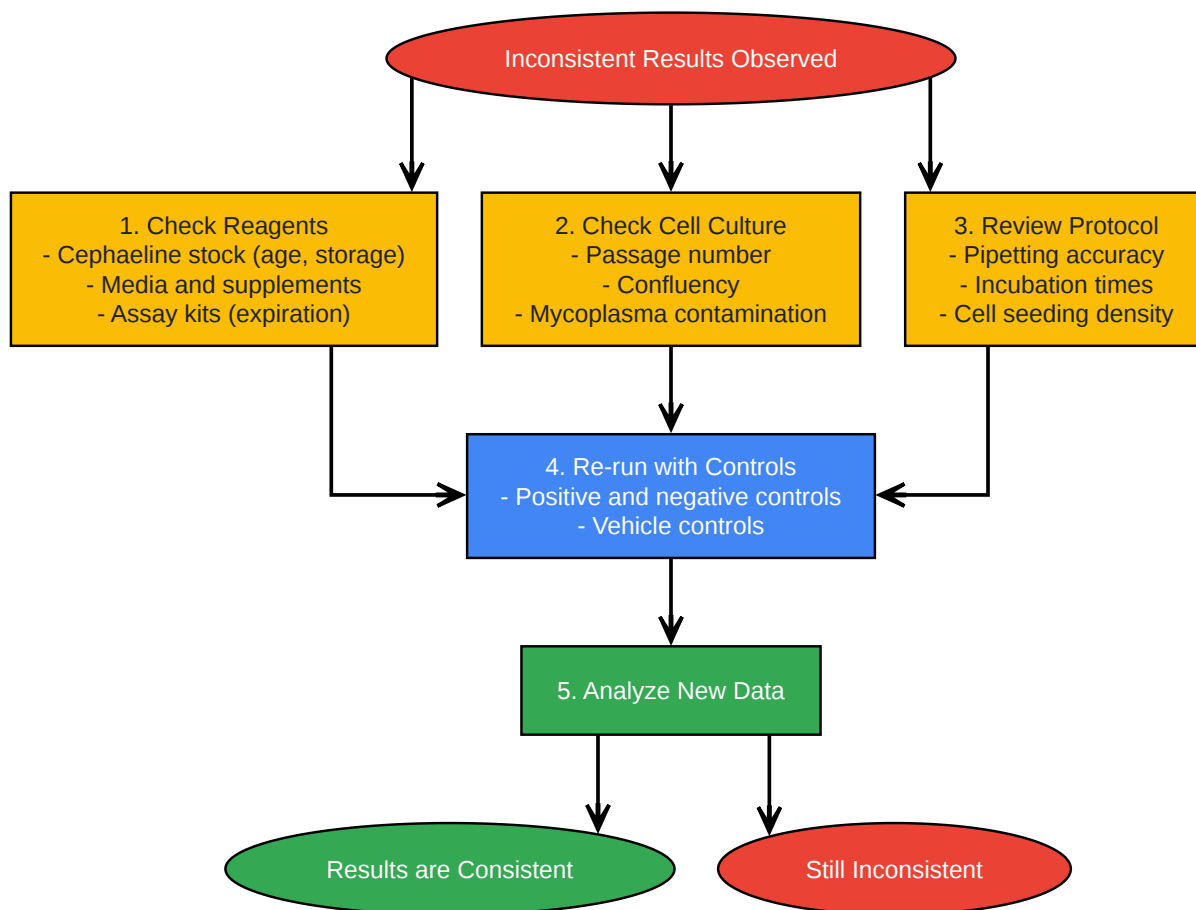 Inconsistent Results Observed
1. Check Reagents
- Cephaeline stock (age, storage)
- Media and supplements
- Assay kits (expiration)
2. Check Cell Culture
- Passage number
- Confluency
- Mycoplasma contamination
3. Review Protocol
- Pipetting accuracy
- Incubation times
- Cell seeding density
4. Re-run with Controls
- Positive and negative controls
- Vehicle controls
5. Analyze New Data
Results are Consistent
Still Inconsistent